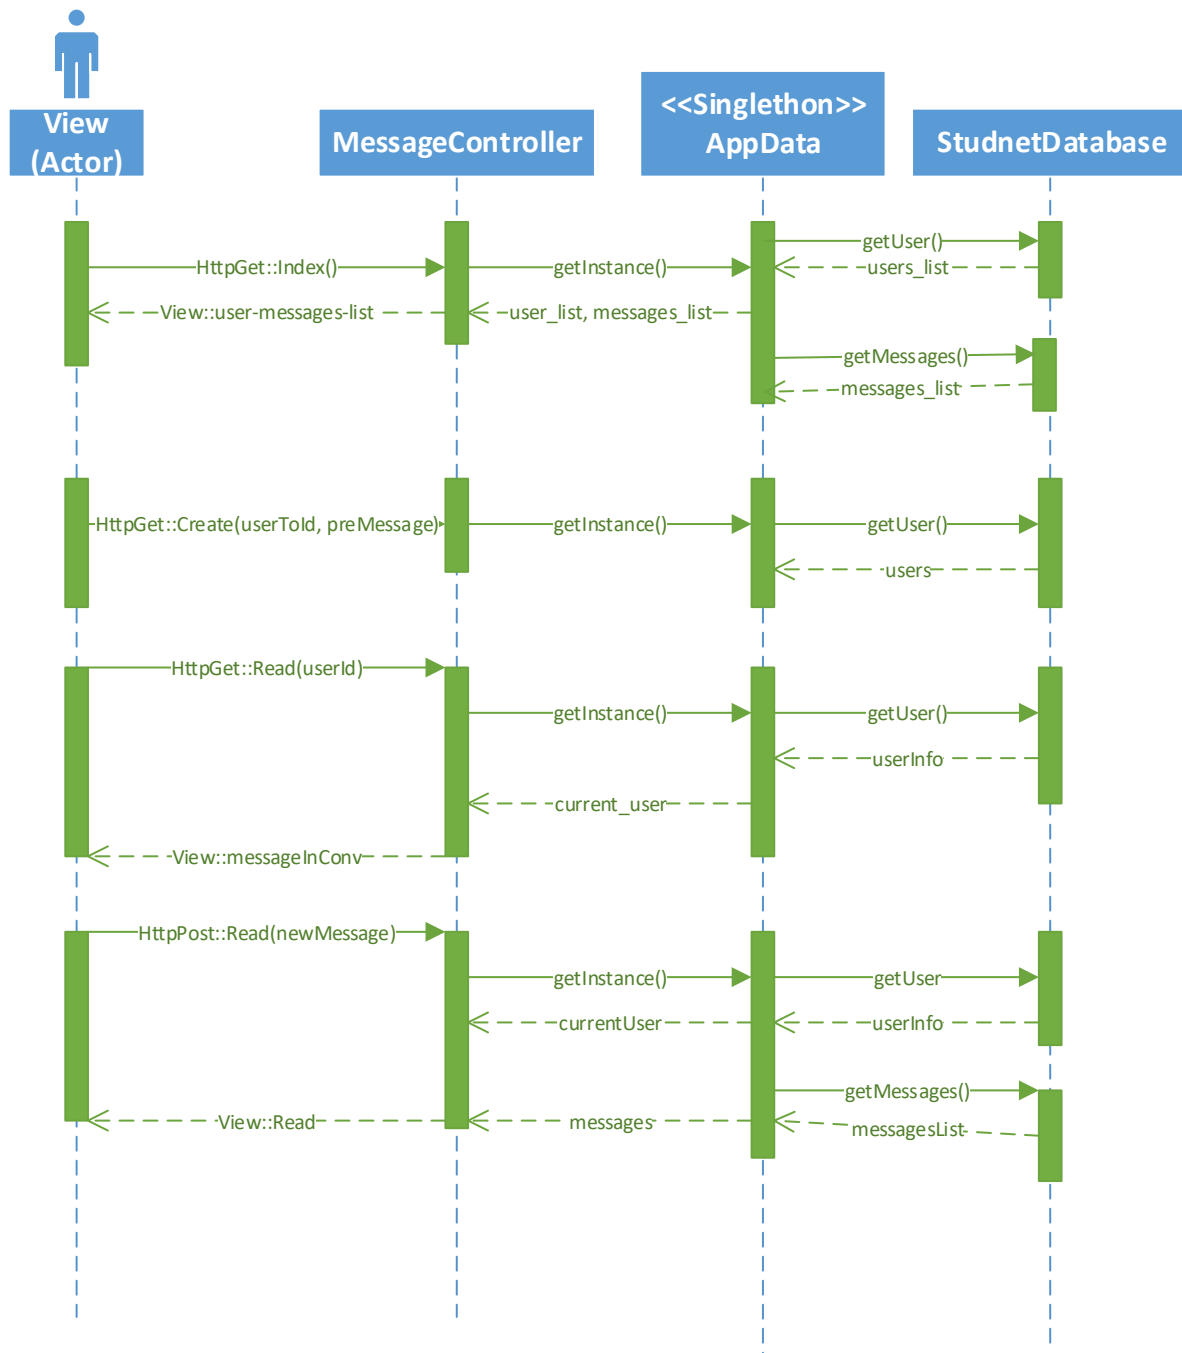 View
(Actor)
MessageController
<<Singlethon>>
AppData
StudnetDatabase
getUser()
HttpGet::Index()
getInstance()
users_list
View::user-messages-list
user_list, messages_list
getMessages()
messages_list
HttpGet::Create(userToId, preMessage)
getInstance()
getUser()
users
HttpGet::Read(userId)
getInstance()
getUser()
userInfo
current_user
View::messageInConv
HttpPost::Read(newMessage)
getInstance()
getUser
currentUser
userInfo
getMessages()
View::Read
messages
messagesList